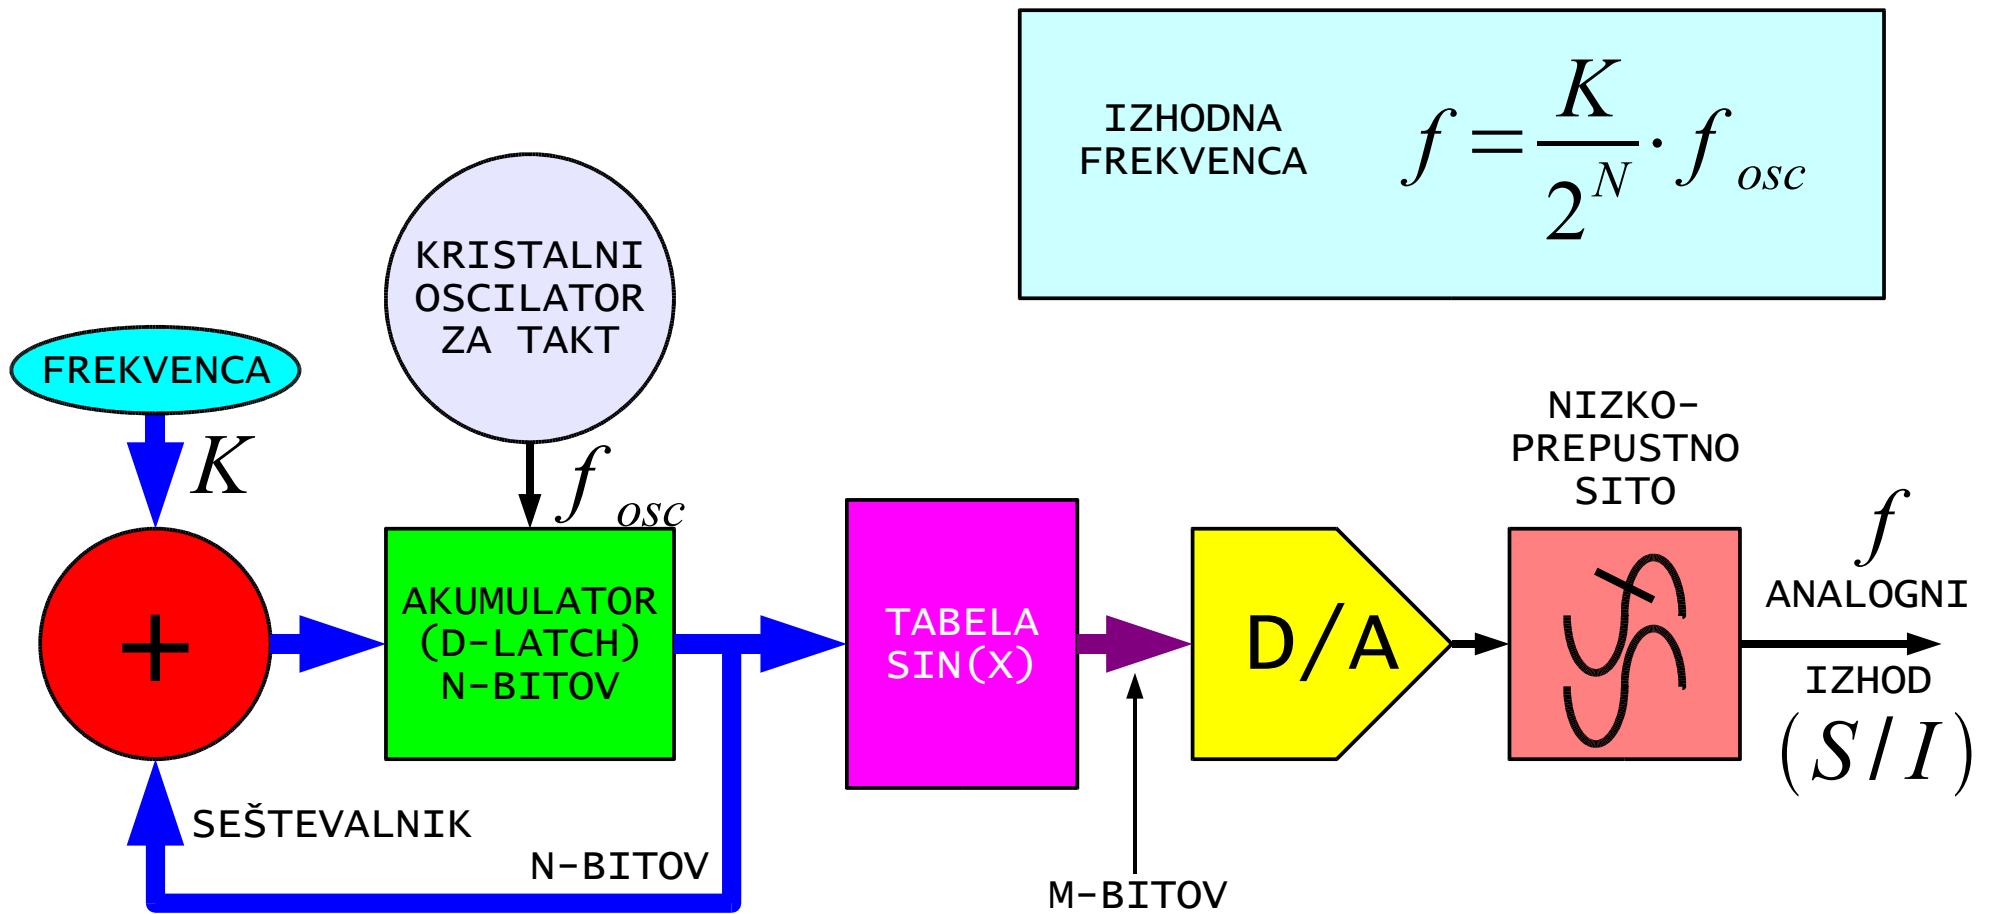 IZHODNA
FREKVENCA
f = K / 2^N · f osc
KRISTALNI
OSCILATOR
ZA TAKT
FREKVENCA
K
f osc
NIZKO-
PREPUSTNO
SITO
+
AKUMULATOR
(D-LATCH)
N-BITOV
TABELA
SIN(X)
D/A
f
ANALOGNI
IZHOD
(S/I)
SEŠTEVALNIK
N-BITOV
M-BITOV